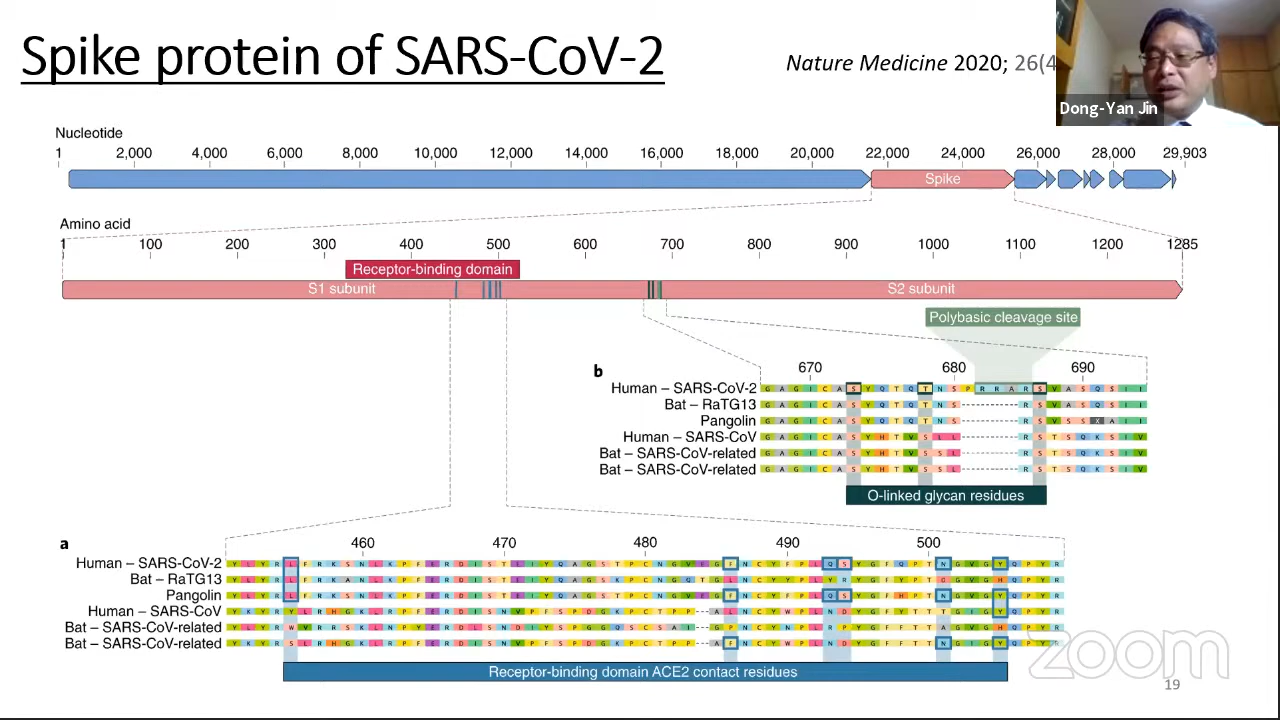 Spike protein of SARS-CoV-2
Nature Medicine 2020; 26(4
Dong-Yan Jin
Nucleotide
1 2,000 4,000 6,000 8,000 10,000 12,000 14,000 16,000 18,000 20,000 22,000 24,000 26,000 28,000 29,903
Spike
Amino acid
1 100 200 300 400 500 600 700 800 900 1000 1100 1200 1285
Receptor-binding domain
S1 subunit S2 subunit
Polybasic cleavage site
b 670 680 690
Human – SARS-CoV-2 G A G I C A S Y Q T Q T N S P R R A R S V A S Q S I I
Bat – RaTG13 G A G I C A S Y Q T Q T N S - - - - R S V A S Q S I I
Pangolin G A G I C A S Y Q T Q T N S - - - - R S V S S X A I I
Human – SARS-CoV G A G I C A S Y H T V S L L - - - - R S T S Q K S I V
Bat – SARS-CoV-related G A G I C A S Y H T V S S L - - - - R S T S Q K S I V
Bat – SARS-CoV-related G A G I C A S Y H T V S S L - - - - R S T S Q K S I V
O-linked glycan residues
a 460 470 480 490 500
Human – SARS-CoV-2
Bat – RaTG13
Pangolin
Human – SARS-CoV
Bat – SARS-CoV-related
Bat – SARS-CoV-related
Receptor-binding domain ACE2 contact residues
zoom
19